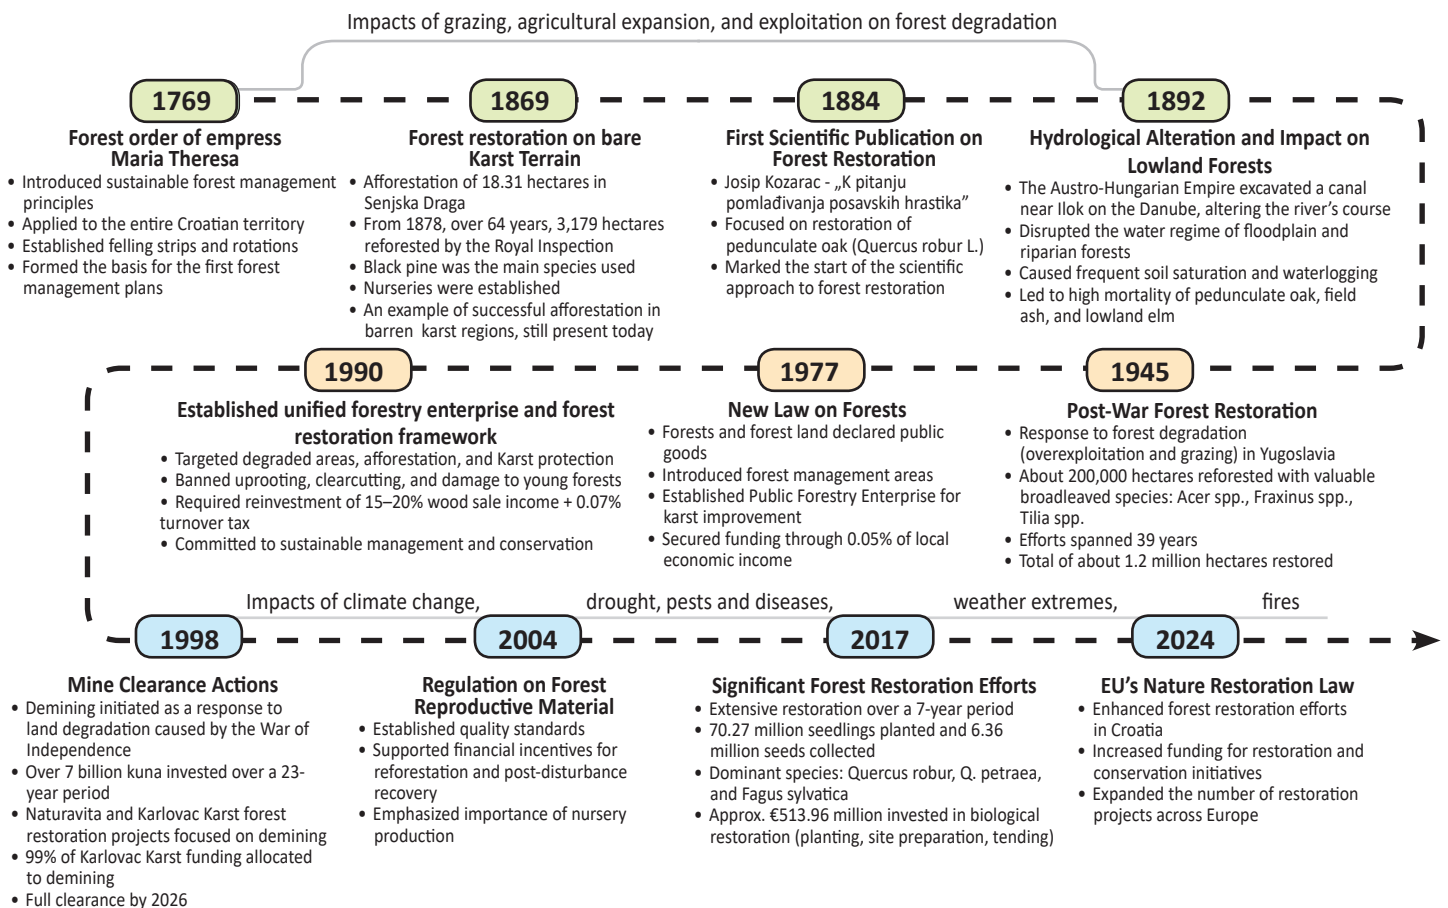 Impacts of grazing, agricultural expansion, and exploitation on forest degradation
1769
Forest order of empress
Maria Theresa
• Introduced sustainable forest management
principles
• Applied to the entire Croatian territory
• Established felling strips and rotations
• Formed the basis for the first forest
management plans
1869
Forest restoration on bare
Karst Terrain
• Afforestation of 18.31 hectares in
Senjska Draga
• From 1878, over 64 years, 3,179 hectares
reforested by the Royal Inspection
• Black pine was the main species used
• Nurseries were established
• An example of successful afforestation in
barren karst regions, still present today
1884
First Scientific Publication on
Forest Restoration
• Josip Kozarac - „K pitanju
pomlađivanja posavskih hrastika”
• Focused on restoration of
pedunculate oak (Quercus robur L.)
• Marked the start of the scientific
approach to forest restoration
1892
Hydrological Alteration and Impact on
Lowland Forests
• The Austro-Hungarian Empire excavated a canal
near Ilok on the Danube, altering the river’s course
• Disrupted the water regime of floodplain and
riparian forests
• Caused frequent soil saturation and waterlogging
• Led to high mortality of pedunculate oak, field
ash, and lowland elm
1990
Established unified forestry enterprise and forest
restoration framework
• Targeted degraded areas, afforestation, and Karst protection
• Banned uprooting, clearcutting, and damage to young forests
• Required reinvestment of 15–20% wood sale income + 0.07%
turnover tax
• Committed to sustainable management and conservation
1977
New Law on Forests
• Forests and forest land declared public
goods
• Introduced forest management areas
• Established Public Forestry Enterprise for
karst improvement
• Secured funding through 0.05% of local
economic income
1945
Post-War Forest Restoration
• Response to forest degradation
(overexploitation and grazing) in Yugoslavia
• About 200,000 hectares reforested with valuable
broadleaved species: Acer spp., Fraxinus spp.,
Tilia spp.
• Efforts spanned 39 years
• Total of about 1.2 million hectares restored
Impacts of climate change, drought, pests and diseases, weather extremes, fires
1998
Mine Clearance Actions
• Demining initiated as a response to
land degradation caused by the War of
Independence
• Over 7 billion kuna invested over a 23-
year period
• Naturavita and Karlovac Karst forest
restoration projects focused on demining
• 99% of Karlovac Karst funding allocated
to demining
• Full clearance by 2026
2004
Regulation on Forest
Reproductive Material
• Established quality standards
• Supported financial incentives for
reforestation and post-disturbance
recovery
• Emphasized importance of nursery
production
2017
Significant Forest Restoration Efforts
• Extensive restoration over a 7-year period
• 70.27 million seedlings planted and 6.36
million seeds collected
• Dominant species: Quercus robur, Q. petraea,
and Fagus sylvatica
• Approx. €513.96 million invested in biological
restoration (planting, site preparation, tending)
2024
EU’s Nature Restoration Law
• Enhanced forest restoration efforts
in Croatia
• Increased funding for restoration and
conservation initiatives
• Expanded the number of restoration
projects across Europe